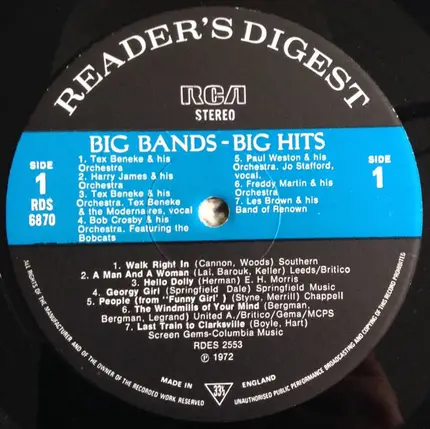 READER'S DIGEST
RCA
STEREO
BIG BANDS-BIG HITS
SIDE
1
RDS
6870
1. Tex Beneke & his
Orchestra
2. Harry James & his
Orchestra
3. Tex Beneke & his
Orchestra. Tex Beneke
& the Modernaires, vocal
4. Bob Crosby & his
Orchestra. Featuring the
Bobcats
5. Paul Weston & his
Orchestra. Jo Stafford,
vocal.
6. Freddy Martin & his
Orchestra
7. Les Brown & his
Band of Renown
SIDE
1
1. Walk Right In (Cannon, Woods) Southern
2. A Man And A Woman (Lai, Barouk, Keller) Leeds/Britico
3. Hello Dolly (Herman) E. H. Morris
4. Georgy Girl (Springfield Dale) Springfield Music
5. People (from "Funny Girl") (Styne, Merrill) Chappell
6. The Windmills of Your Mind (Bergman,
Bergman, Legrand) United A./Britico/Gema/MCPS
7. Last Train to Clarksville (Boyle, Hart)
Screen Gems-Columbia Music
RDES 2553
℗ 1972
MADE IN
33⅓
ENGLAND
ALL RIGHTS OF THE MANUFACTURER AND OF THE OWNER OF THE RECORDED WORK RESERVED
UNAUTHORISED PUBLIC PERFORMANCE BROADCASTING AND COPYING OF THIS RECORD PROHIBITED